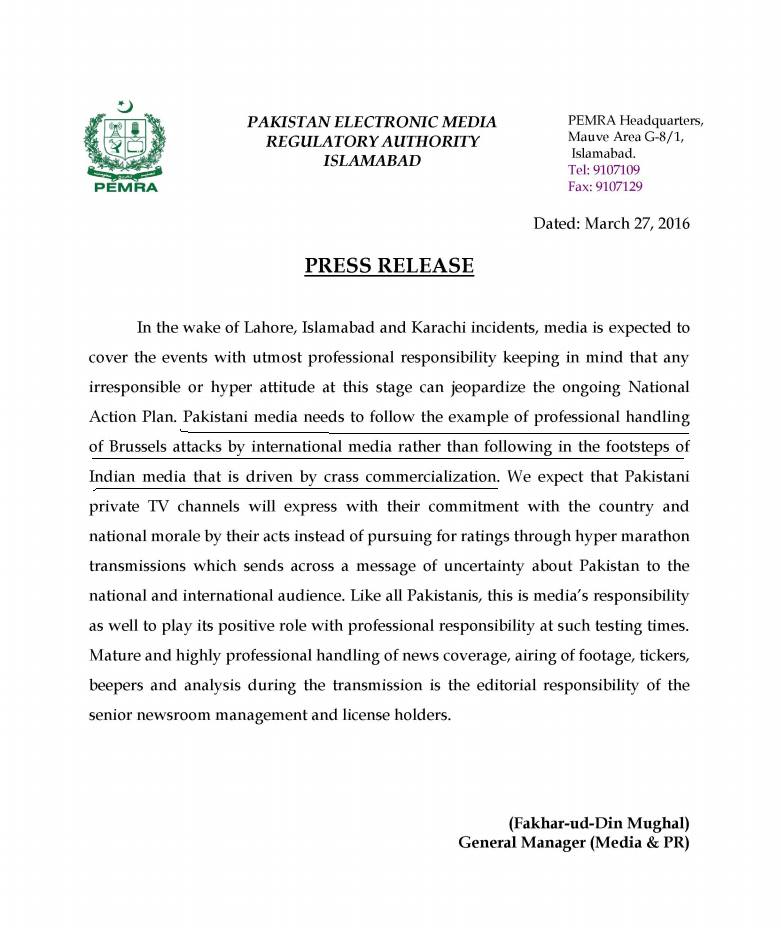 PEMRA
PAKISTAN ELECTRONIC MEDIA
REGULATORY AUTHORITY
ISLAMABAD
PEMRA Headquarters,
Mauve Area G-8/1,
Islamabad.
Tel: 9107109
Fax: 9107129
Dated: March 27, 2016
PRESS RELEASE
In the wake of Lahore, Islamabad and Karachi incidents, media is expected to
cover the events with utmost professional responsibility keeping in mind that any
irresponsible or hyper attitude at this stage can jeopardize the ongoing National
Action Plan. Pakistani media needs to follow the example of professional handling
of Brussels attacks by international media rather than following in the footsteps of
Indian media that is driven by crass commercialization. We expect that Pakistani
private TV channels will express with their commitment with the country and
national morale by their acts instead of pursuing for ratings through hyper marathon
transmissions which sends across a message of uncertainty about Pakistan to the
national and international audience. Like all Pakistanis, this is media's responsibility
as well to play its positive role with professional responsibility at such testing times.
Mature and highly professional handling of news coverage, airing of footage, tickers,
beepers and analysis during the transmission is the editorial responsibility of the
senior newsroom management and license holders.
(Fakhar-ud-Din Mughal)
General Manager (Media & PR)